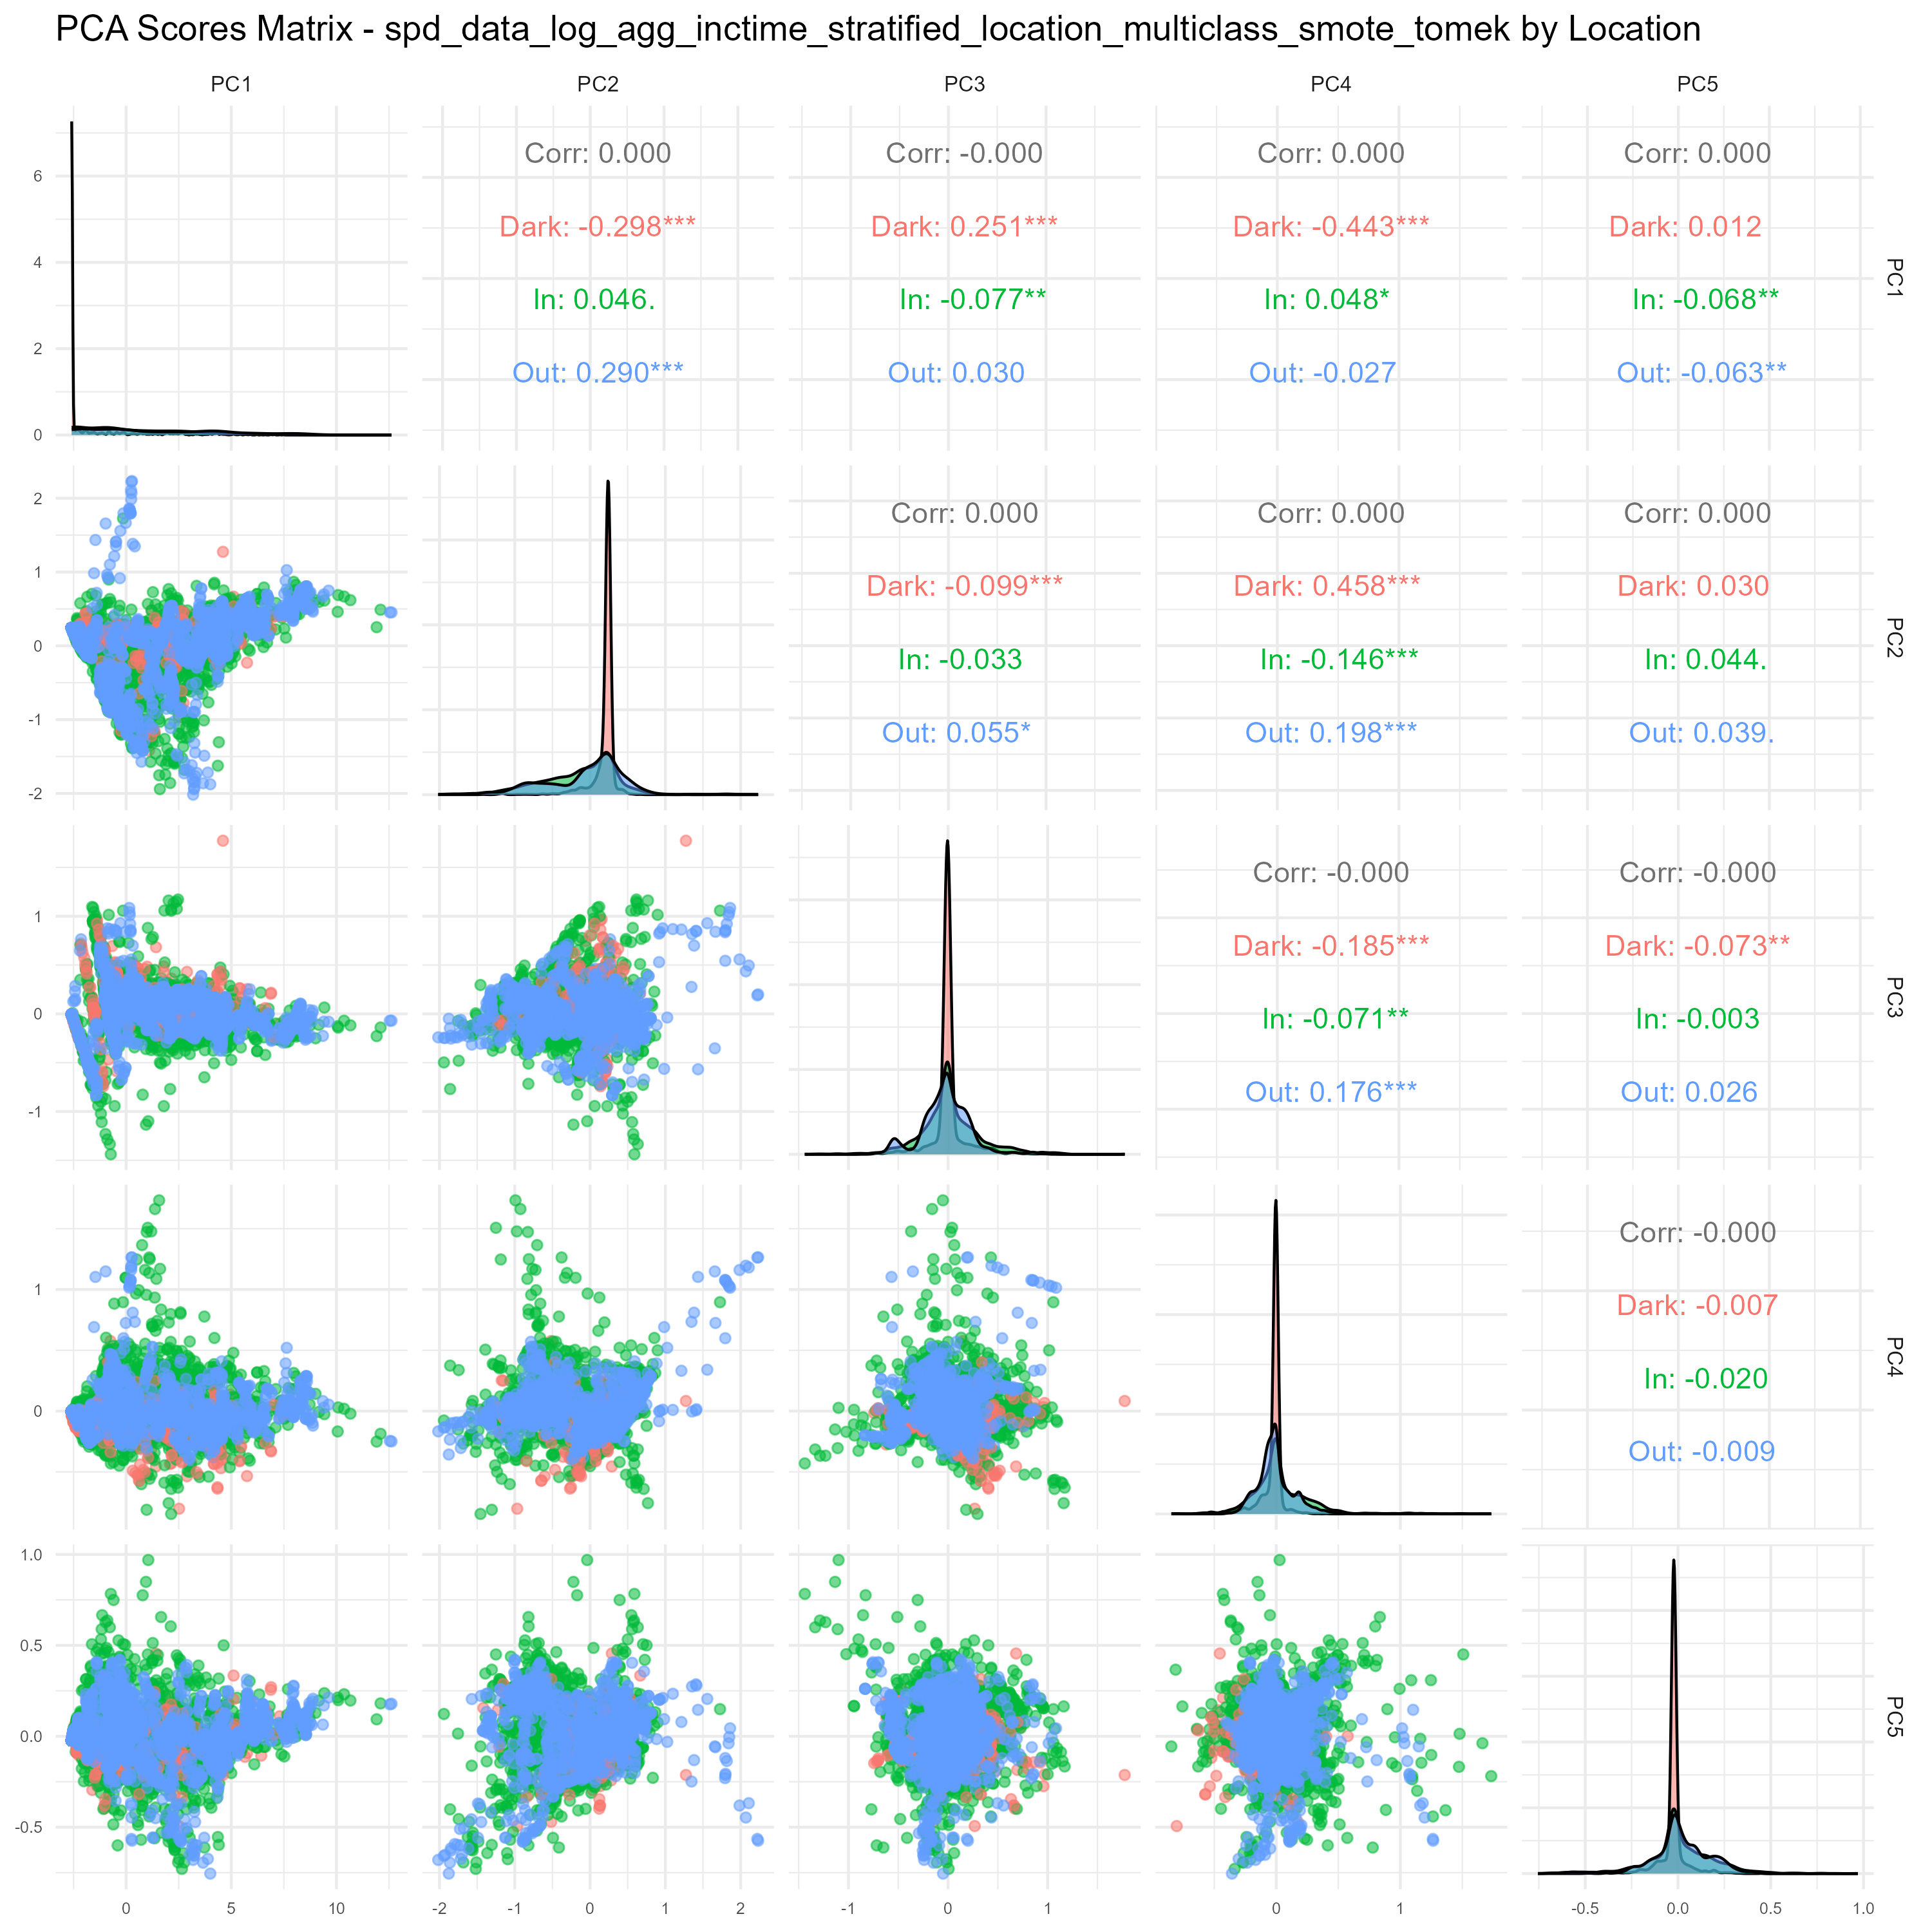 PCA Scores Matrix - spd_data_log_agg_inctime_stratified_location_multiclass_smote_tomek by Location
PC1 PC2 PC3 PC4 PC5
6
4
2
0
Corr: 0.000
Dark: -0.298***
In: 0.046.
Out: 0.290***
Corr: -0.000
Dark: 0.251***
In: -0.077**
Out: 0.030
Corr: 0.000
Dark: -0.443***
In: 0.048*
Out: -0.027
Corr: 0.000
Dark: 0.012
In: -0.068**
Out: -0.063**
PC1
2
1
0
-1
-2
Corr: 0.000
Dark: -0.099***
In: -0.033
Out: 0.055*
Corr: 0.000
Dark: 0.458***
In: -0.146***
Out: 0.198***
Corr: 0.000
Dark: 0.030
In: 0.044.
Out: 0.039.
PC2
1
0
-1
Corr: -0.000
Dark: -0.185***
In: -0.071**
Out: 0.176***
Corr: -0.000
Dark: -0.073**
In: -0.003
Out: 0.026
PC3
1
0
Corr: -0.000
Dark: -0.007
In: -0.020
Out: -0.009
PC4
1.0
0.5
0.0
-0.5
PC5
0 5 10
-2 -1 0 1 2
-1 0 1
0 1
-0.5 0.0 0.5 1.0